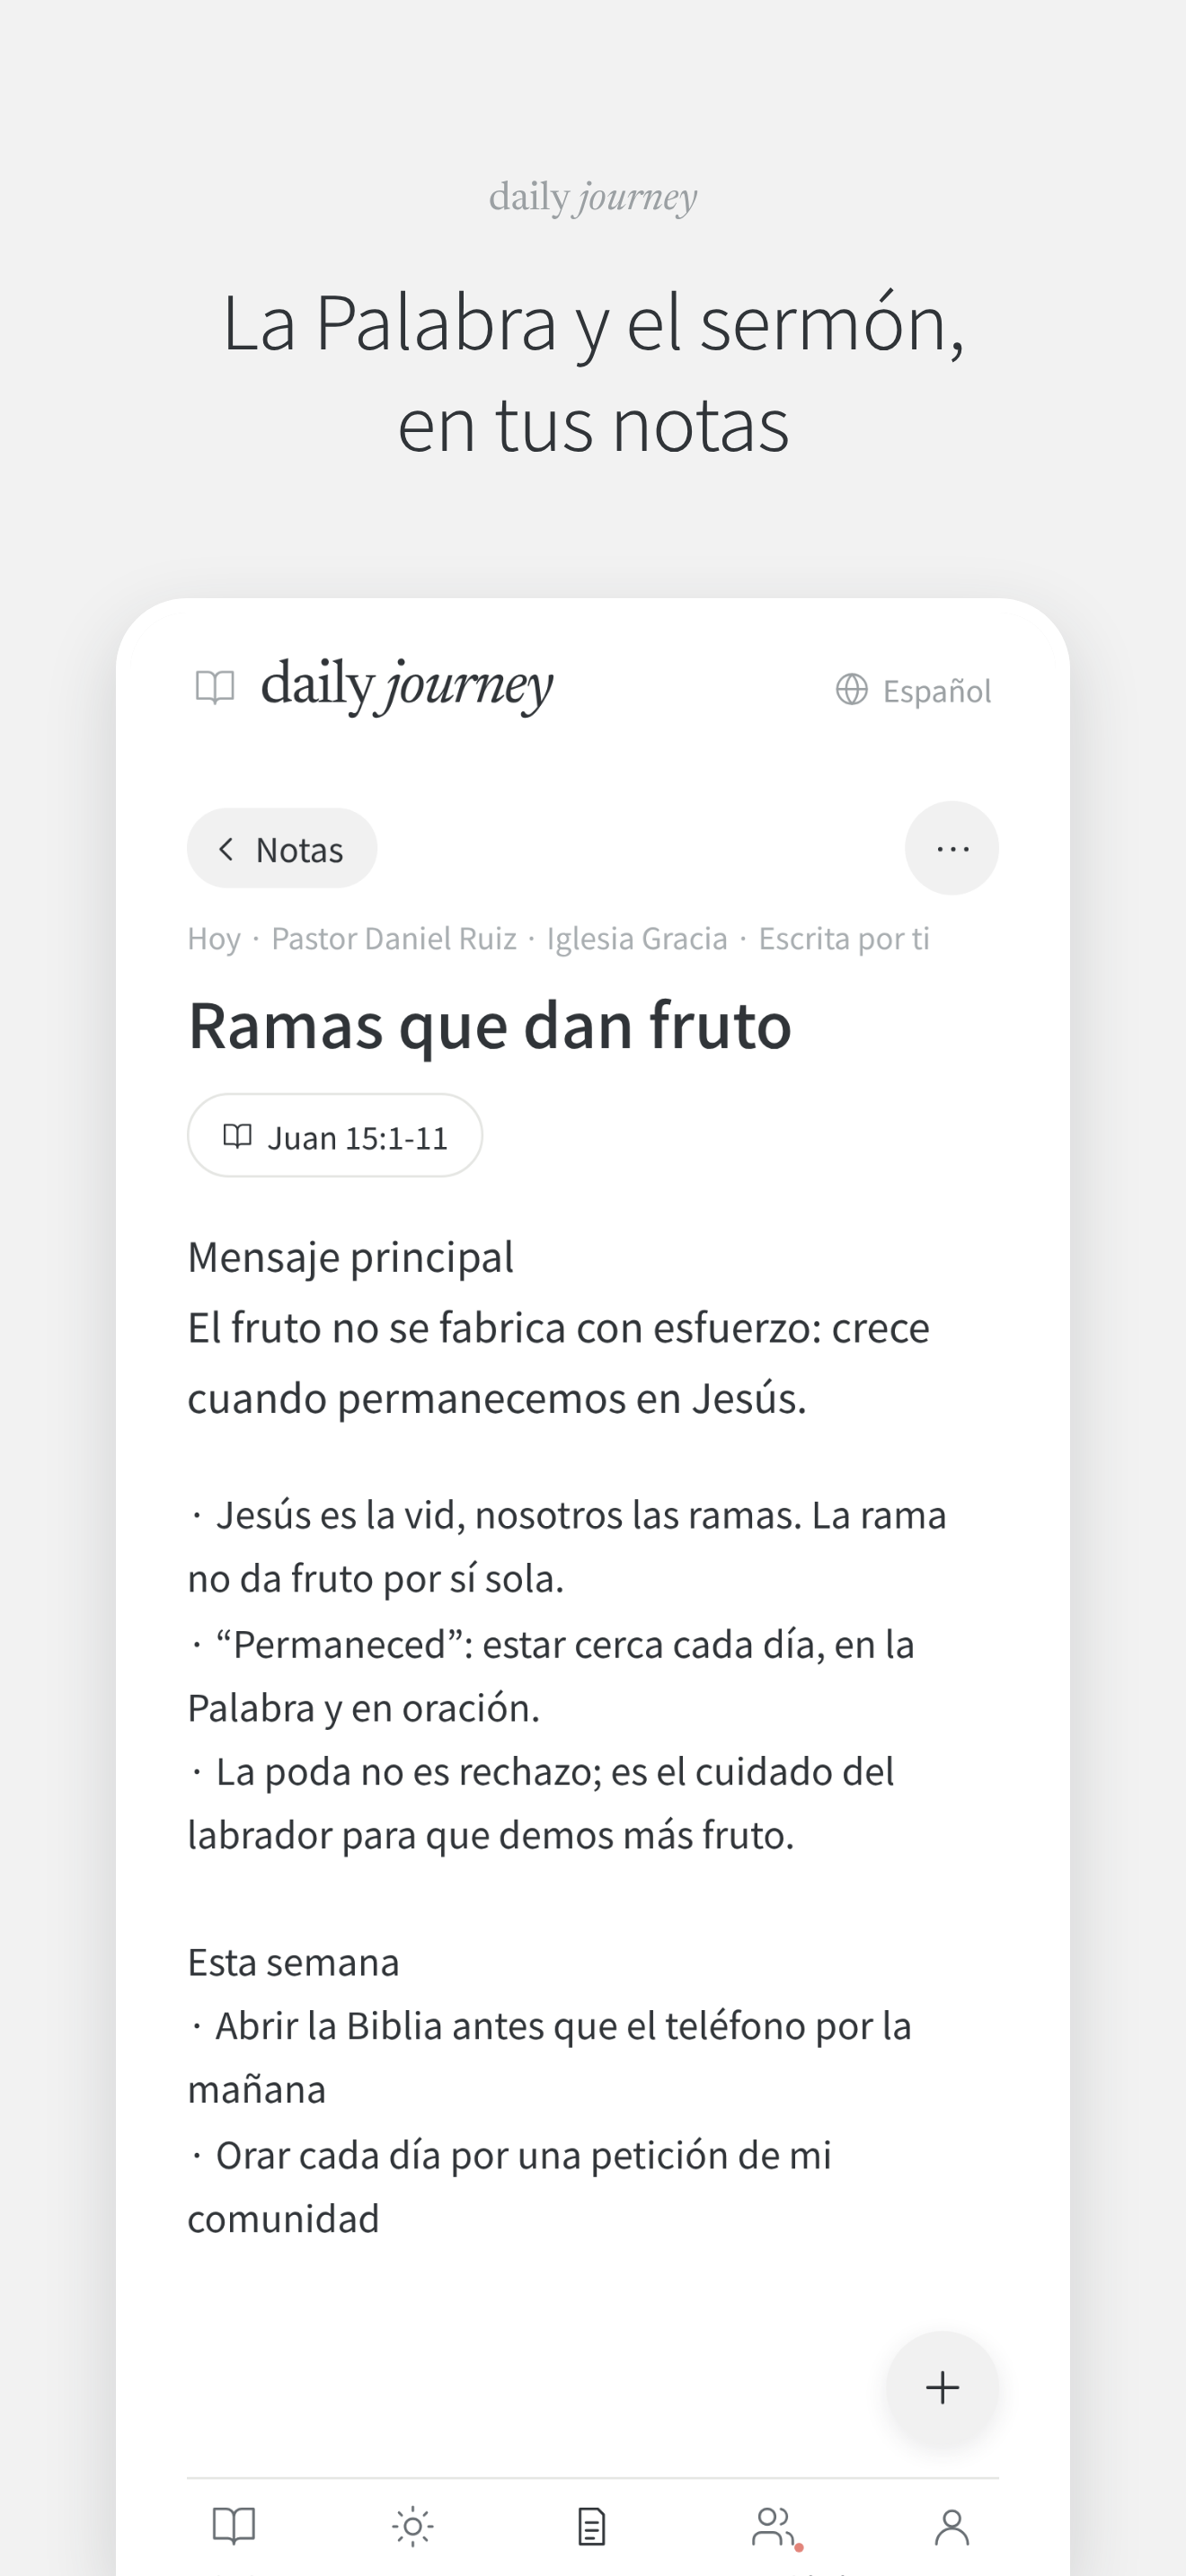 daily journey
La Palabra y el sermón,
en tus notas
daily journey
Español
Notas
Hoy · Pastor Daniel Ruiz · Iglesia Gracia · Escrita por ti
Ramas que dan fruto
Juan 15:1-11
Mensaje principal
El fruto no se fabrica con esfuerzo: crece
cuando permanecemos en Jesús.
· Jesús es la vid, nosotros las ramas. La rama
no da fruto por sí sola.
· “Permaneced”: estar cerca cada día, en la
Palabra y en oración.
· La poda no es rechazo; es el cuidado del
labrador para que demos más fruto.
Esta semana
· Abrir la Biblia antes que el teléfono por la
mañana
· Orar cada día por una petición de mi
comunidad